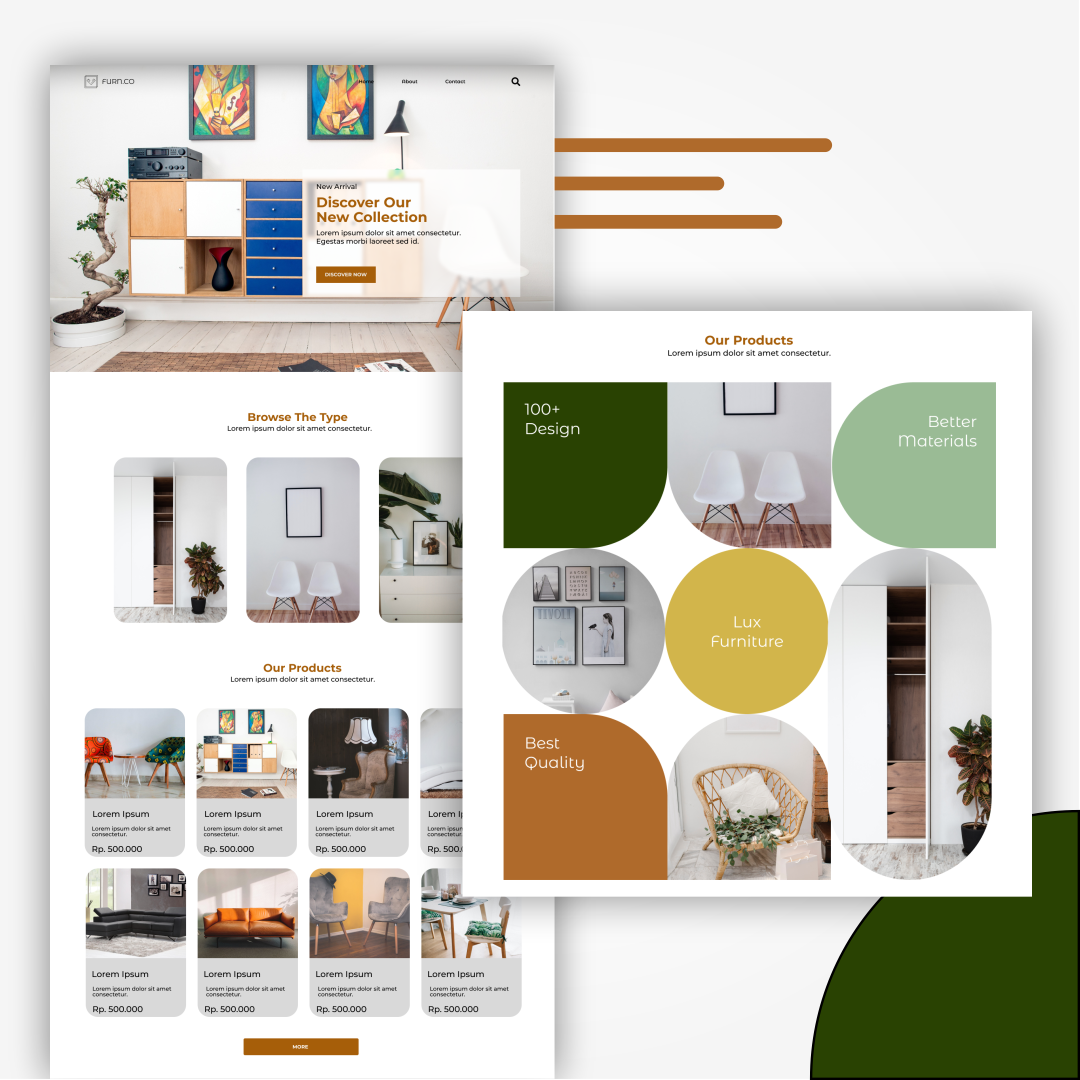 FURN.CO
Home
About
Contact
New Arrival
Discover Our
New Collection
Lorem ipsum dolor sit amet consectetur.
Egestas morbi laoreet sed id.
DISCOVER NOW
Browse The Type
Lorem ipsum dolor sit amet consectetur.
Our Products
Lorem ipsum dolor sit amet consectetur.
Lorem Ipsum
Lorem ipsum dolor sit amet
consectetur.
Rp. 500.000
Lorem Ipsum
Lorem ipsum dolor sit amet
consectetur.
Rp. 500.000
Lorem Ipsum
Lorem ipsum dolor sit amet
consectetur.
Rp. 500.000
Lorem
Lorem
Rp. 500.000
Lorem Ipsum
Lorem ipsum dolor sit amet
consectetur.
Rp. 500.000
Lorem Ipsum
Lorem ipsum dolor sit amet
consectetur.
Rp. 500.000
Lorem Ipsum
Lorem ipsum dolor sit amet
consectetur.
Rp. 500.000
Lorem Ipsum
Lorem ipsum dolor sit amet
consectetur.
Rp. 500.000
MORE
Our Products
Lorem ipsum dolor sit amet consectetur.
100+
Design
Better
Materials
TIVOLI
Lux
Furniture
Best
Quality